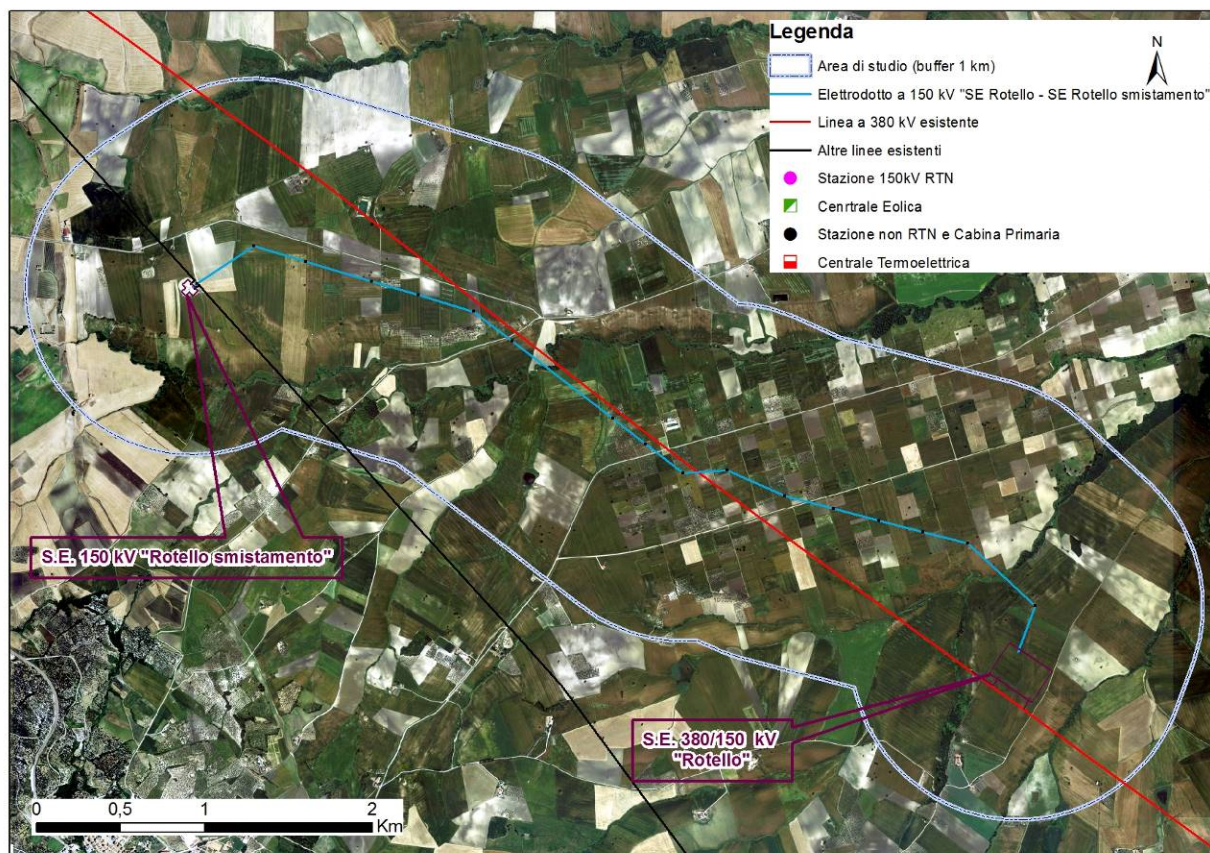 Legenda
N
Area di studio (buffer 1 km)
Elettrodotto a 150 kV "SE Rotello - SE Rotello smistamento"
Linea a 380 kV esistente
Altre linee esistenti
Stazione 150kV RTN
Cenrtrale Eolica
Stazione non RTN e Cabina Primaria
Centrale Termoelettrica
S.E. 150 kV "Rotello smistamento"
S.E. 380/150 kV
"Rotello"
0 0,5 1 2
Km